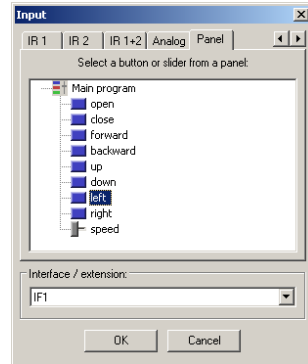 Input
IR 1 IR 2 IR 1+2 Analog Panel
Select a button or slider from a panel:
Main program
open
close
forward
backward
up
down
left
right
speed
Interface / extension:
IF1
OK Cancel